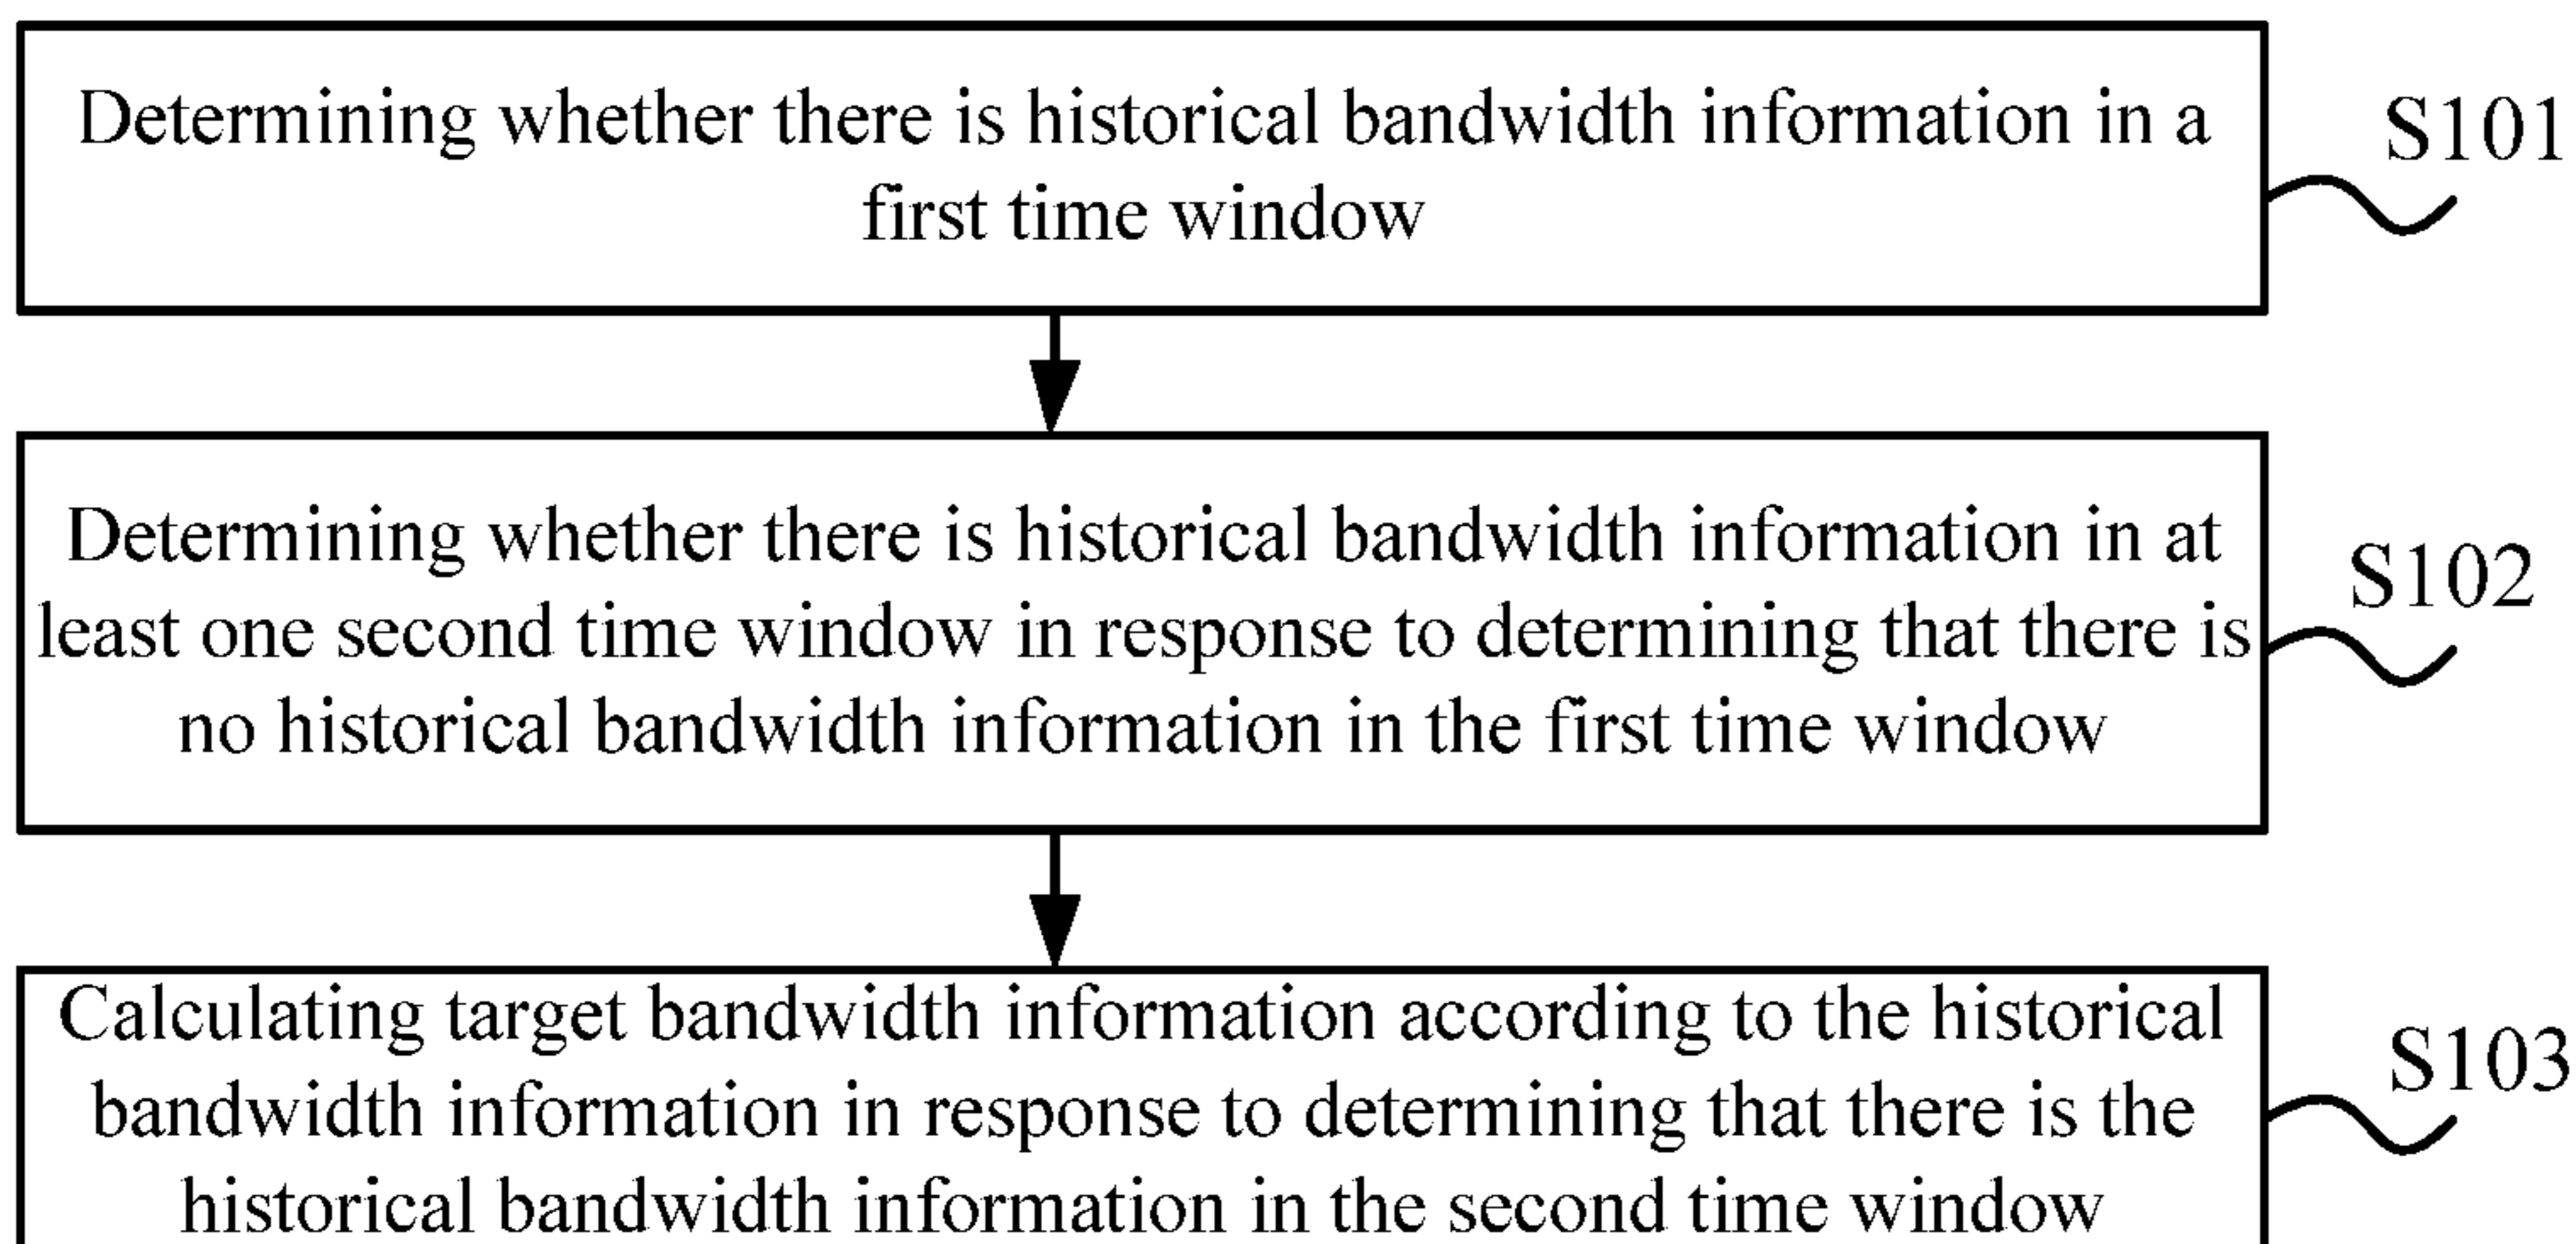 Determining whether there is historical bandwidth information in a
first time window
S101
Determining whether there is historical bandwidth information in at
least one second time window in response to determining that there is
no historical bandwidth information in the first time window
S102
Calculating target bandwidth information according to the historical
bandwidth information in response to determining that there is the
historical bandwidth information in the second time window
S103